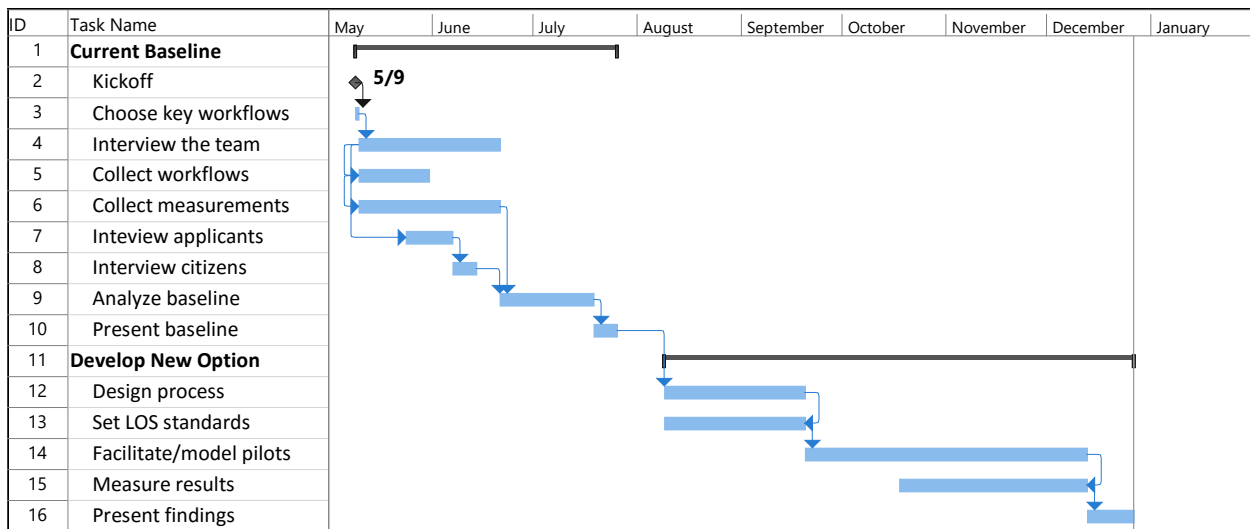 ID Task Name May June July August September October November December January
1 Current Baseline
2 Kickoff 5/9
3 Choose key workflows
4 Interview the team
5 Collect workflows
6 Collect measurements
7 Inteview applicants
8 Interview citizens
9 Analyze baseline
10 Present baseline
11 Develop New Option
12 Design process
13 Set LOS standards
14 Facilitate/model pilots
15 Measure results
16 Present findings